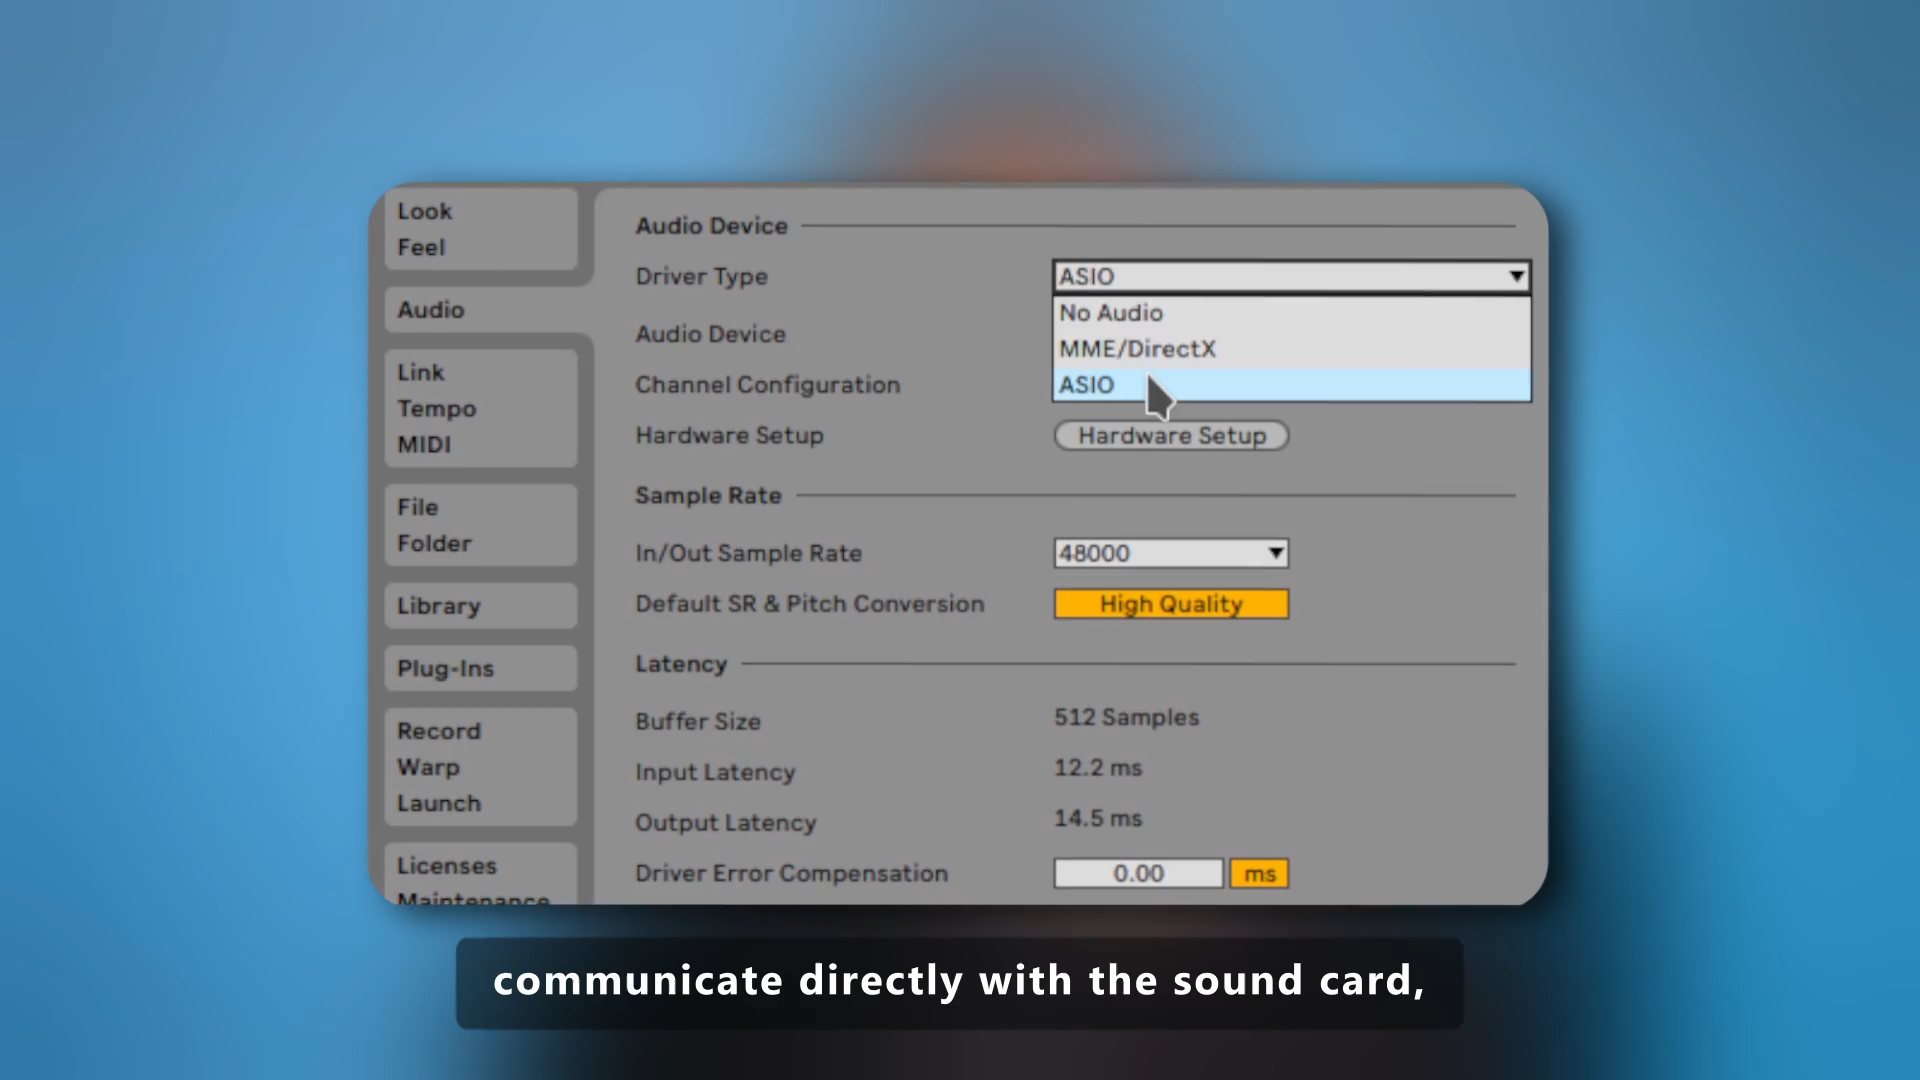 Look
Feel
Audio
Link
Tempo
MIDI
File
Folder
Library
Plug-Ins
Record
Warp
Launch
Licenses
Maintenance
Audio Device
Driver Type
ASIO
No Audio
MME/DirectX
ASIO
Audio Device
Channel Configuration
Hardware Setup
Hardware Setup
Sample Rate
In/Out Sample Rate
48000
Default SR & Pitch Conversion
High Quality
Latency
Buffer Size
512 Samples
Input Latency
12.2 ms
Output Latency
14.5 ms
Driver Error Compensation
0.00
ms
communicate directly with the sound card,